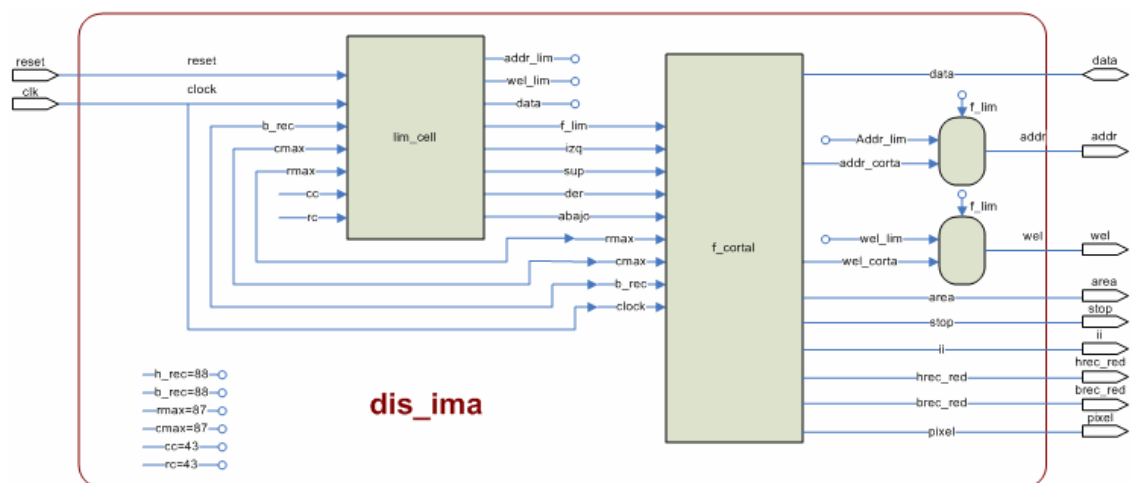 reset
clk
reset
clock
b_rec
cmax
rmax
cc
rc
lim_cell
addr_lim
wel_lim
data
f_lim
izq
sup
der
abajo
rmax
cmax
b_rec
clock
f_cortal
data
data
f_lim
Addr_lim
addr_corta
addr
addr
f_lim
wel_lim
wel_corta
wel
wel
area
area
stop
stop
ii
ii
hrec_red
hrec_red
brec_red
brec_red
pixel
pixel
h_rec=88
b_rec=88
rmax=87
cmax=87
cc=43
rc=43
dis_ima